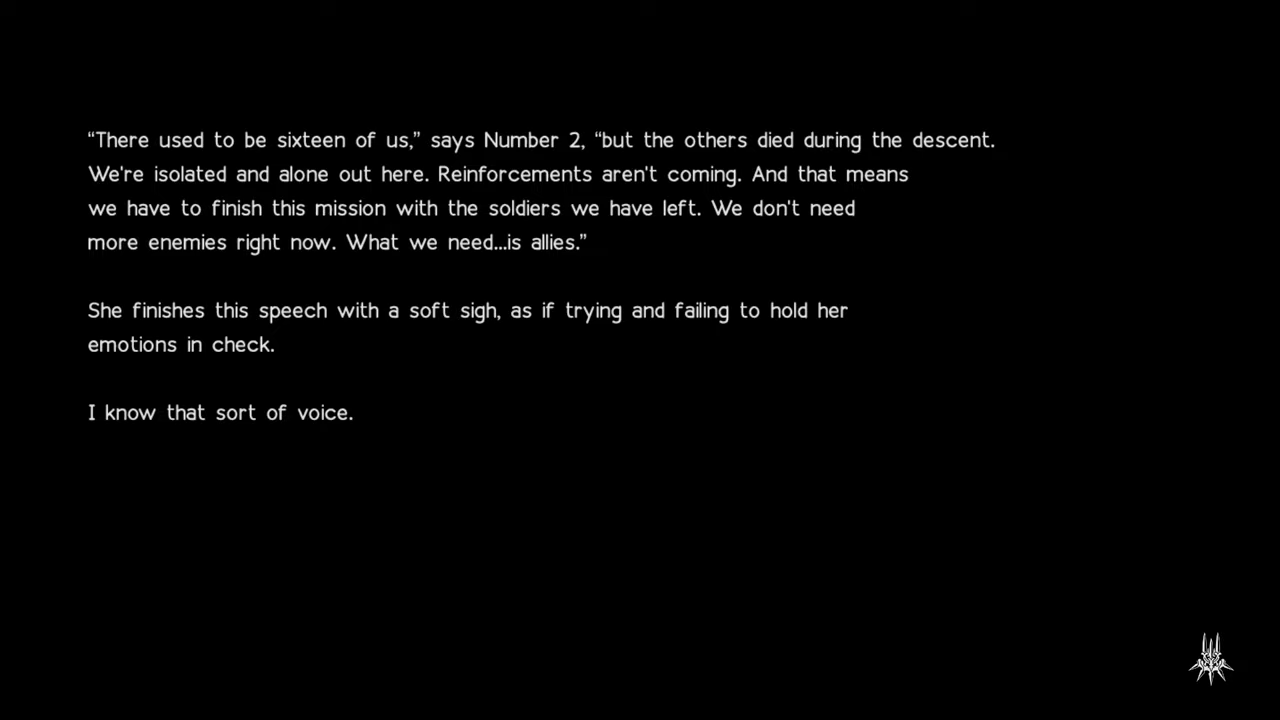 “There used to be sixteen of us,” says Number 2, “but the others died during the descent.
We're isolated and alone out here. Reinforcements aren't coming. And that means
we have to finish this mission with the soldiers we have left. We don't need
more enemies right now. What we need...is allies.”
She finishes this speech with a soft sigh, as if trying and failing to hold her
emotions in check.
I know that sort of voice.